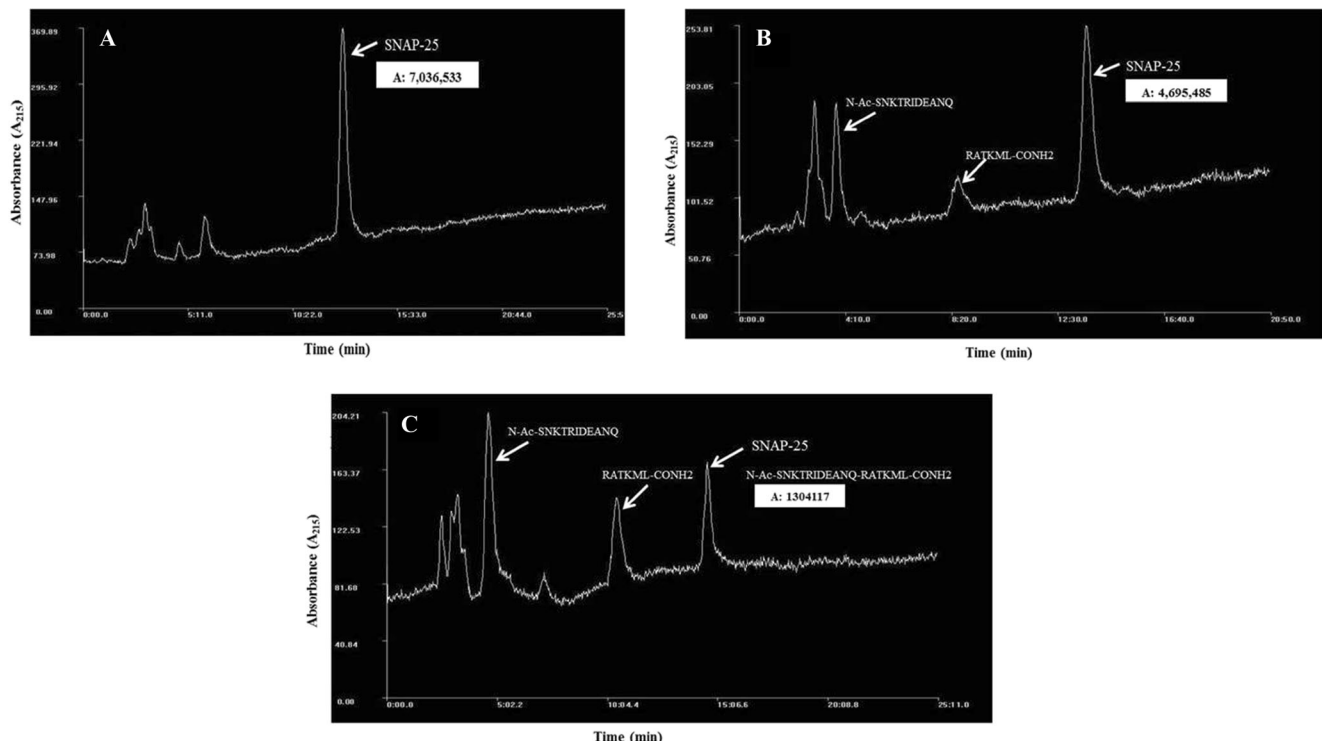 A
SNAP-25
A: 7,036,533
369.89
295.92
221.94
147.96
73.98
0.00
0:00.0
5:11.0
10:22.0
15:33.0
20:44.0
25:5
Absorbance (A215)
Time (min)
B
SNAP-25
A: 4,695,485
N-Ac-SNKTRIDEANQ
RATKML-CONH2
253.81
203.05
152.29
101.52
50.76
0.00
0:00.0
4:10.0
8:20.0
12:30.0
16:40.0
20:50.0
Absorbance (A215)
Time (min)
C
N-Ac-SNKTRIDEANQ
RATKML-CONH2
SNAP-25
N-Ac-SNKTRIDEANQ-RATKML-CONH2
A: 1304117
204.21
163.37
122.53
81.68
40.84
0.00
0:00.0
5:02.2
10:04.4
15:06.6
20:08.8
25:11.0
Absorbance (A215)
Time (min)